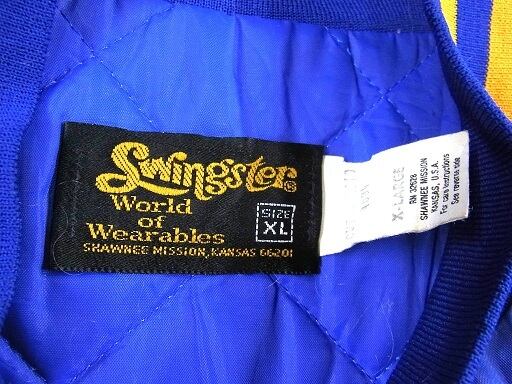 Swingster®
World
of
Wearables
SIZE
XL
SHAWNEE MISSION, KANSAS 66201
X-LARGE
RN 32628
SHAWNEE MISSION
KANSAS, U.S.A.
For care instructions
See reverse side